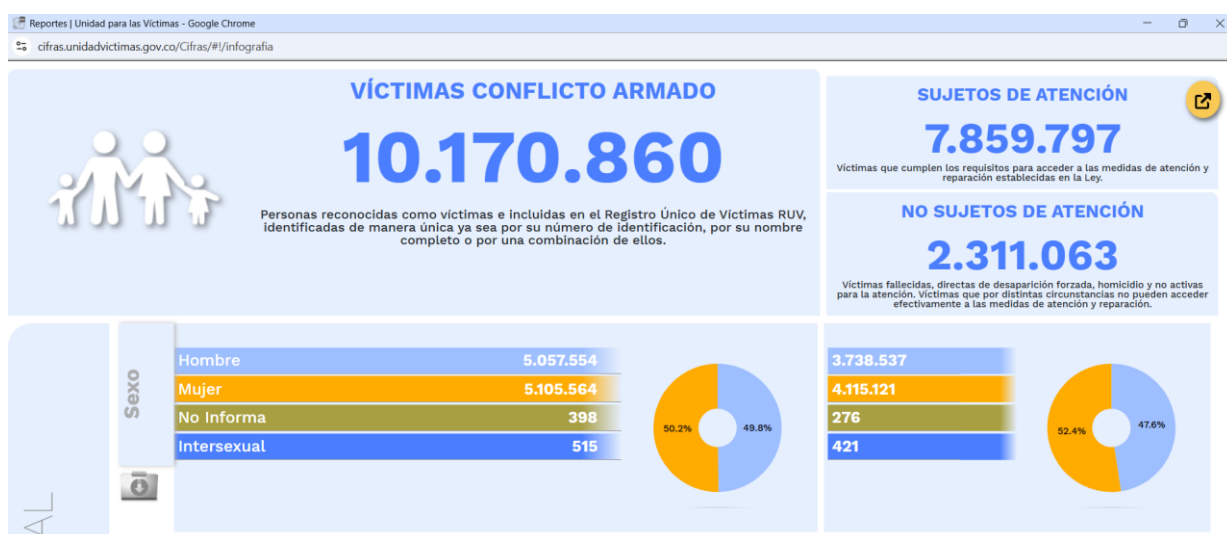 Reportes | Unidad para las Víctimas - Google Chrome
cifras.unidadvictimas.gov.co/Cifras/#!/infografia
VÍCTIMAS CONFLICTO ARMADO
10.170.860
Personas reconocidas como víctimas e incluidas en el Registro Único de Víctimas RUV,
identificadas de manera única ya sea por su número de identificación, por su nombre
completo o por una combinación de ellos.
SUJETOS DE ATENCIÓN
7.859.797
Víctimas que cumplen los requisitos para acceder a las medidas de atención y
reparación establecidas en la Ley.
NO SUJETOS DE ATENCIÓN
2.311.063
Víctimas fallecidas, directas de desaparición forzada, homicidio y no activas
para la atención. Víctimas que por distintas circunstancias no pueden acceder
efectivamente a las medidas de atención y reparación.
Sexo
Hombre 5.057.554
Mujer 5.105.564
No Informa 398
Intersexual 515
50.2% 49.8%
3.738.537
4.115.121
276
421
52.4% 47.6%